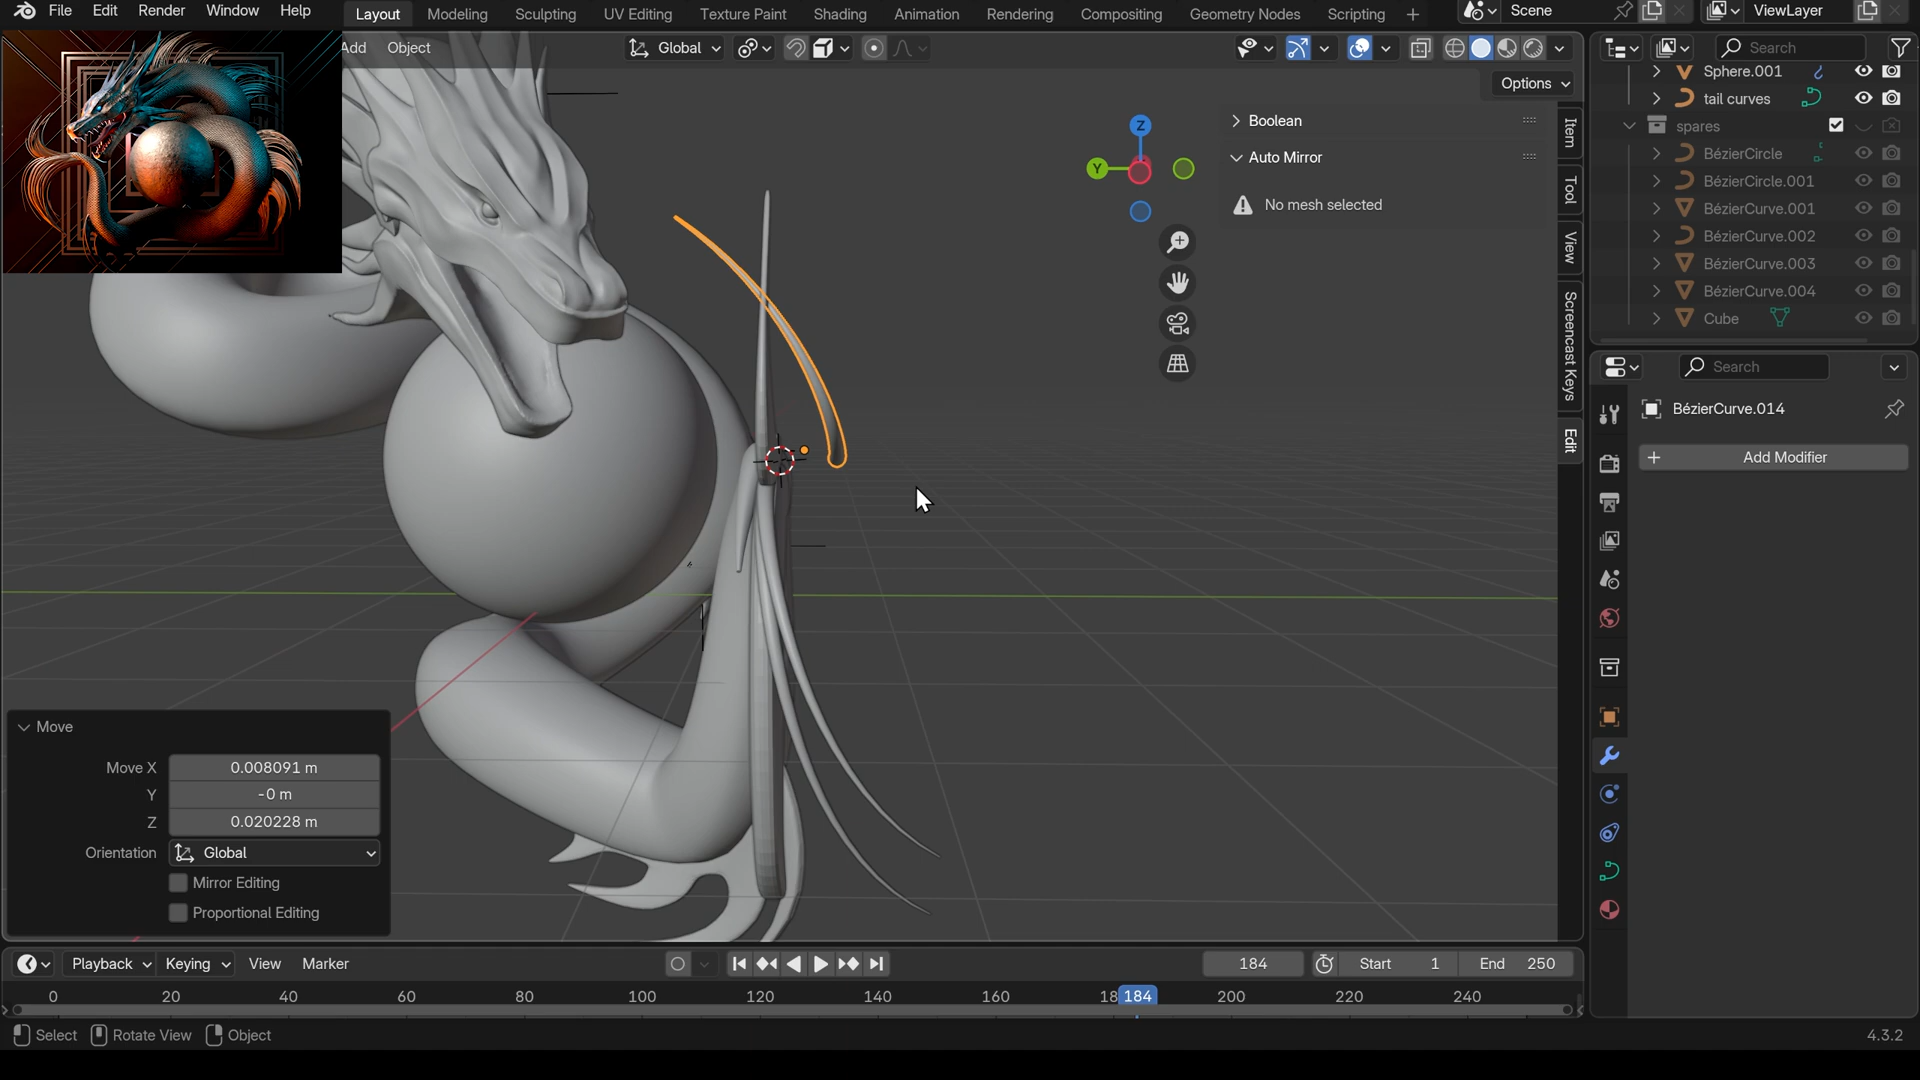 File Edit Render Window Help
Layout Modeling Sculpting UV Editing Texture Paint Shading Animation Rendering Compositing Geometry Nodes Scripting
Scene
ViewLayer
Add Object
Global
Search
Options
Sphere.001
tail curves
spares
BézierCircle
BézierCircle.001
BézierCurve.001
BézierCurve.002
BézierCurve.003
BézierCurve.004
Cube
Boolean
Auto Mirror
No mesh selected
Z
Y
Item
Tool
View
Screencast Keys
Edit
Search
BézierCurve.014
Add Modifier
Move
Move X 0.008091 m
Y -0 m
Z 0.020228 m
Orientation Global
Mirror Editing
Proportional Editing
Playback Keying View Marker
184
Start 1
End 250
0 20 40 60 80 100 120 140 160 18 184 200 220 240
Select Rotate View Object
4.3.2